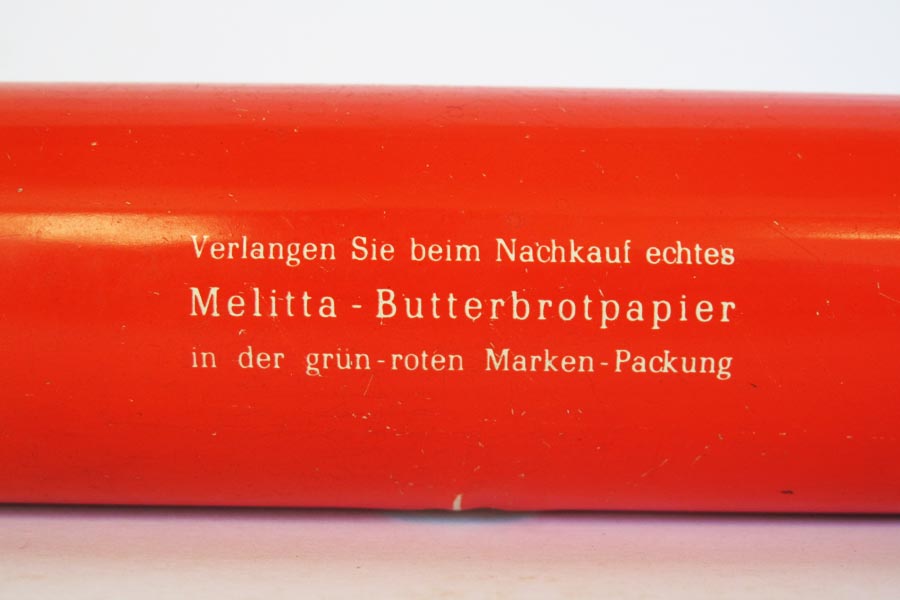 Verlangen Sie beim Nachkauf echtes
Melitta - Butterbrotpapier
in der grün-roten Marken-Packung